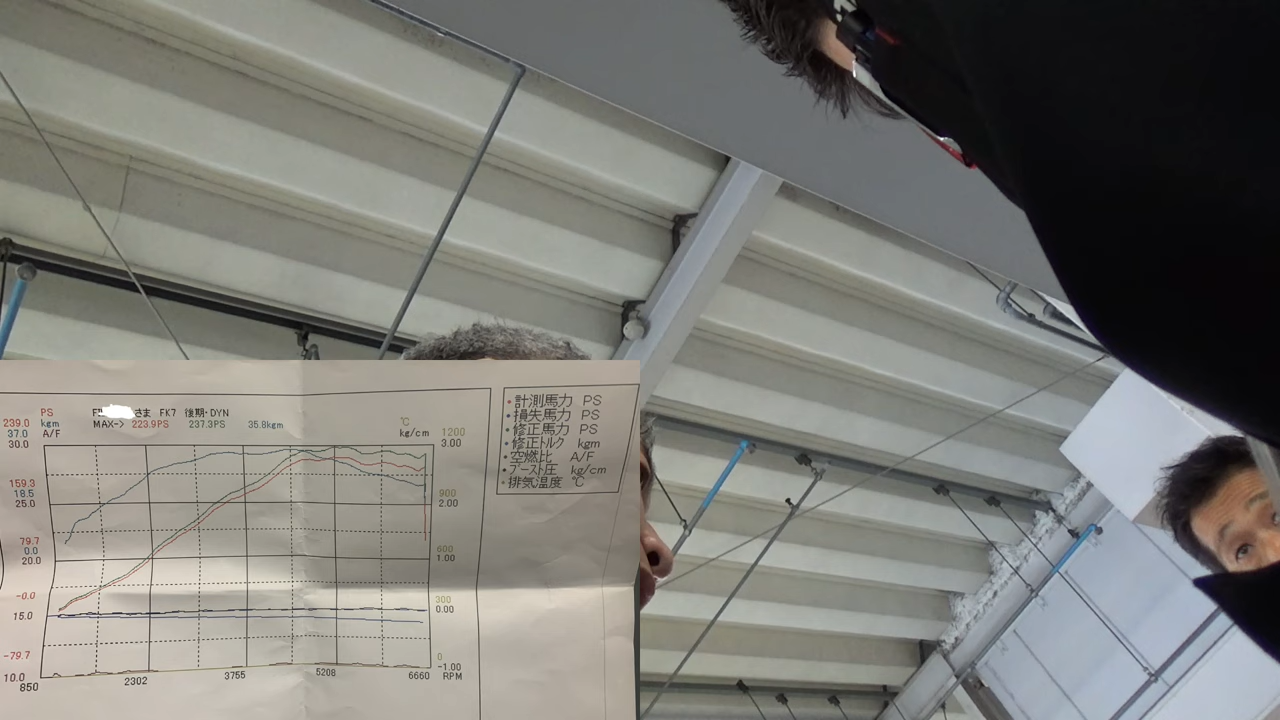 PS
さま FK7 後期・DYN
239.0 kgm MAX-> 223.9PS 237.3PS 35.8kgm
37.0 A/F
30.0
℃ 1200
kg/cm 3.00
159.3
18.5
25.0
900
2.00
79.7
0.0
20.0
600
1.00
-0.0
15.0
300
0.00
-79.7
10.0
0
-1.00
850 2302 3755 5208 6660 RPM
・計測馬力 PS
・損失馬力 PS
・修正馬力 PS
・修正トルク kgm
・空燃比 A/F
・ブースト圧 kg/cm
・排気温度 ℃